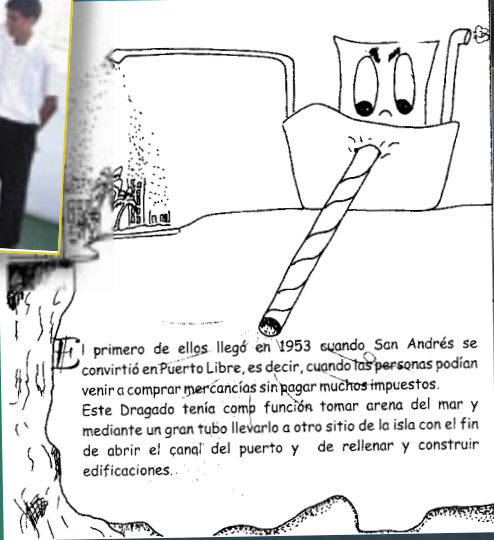 El primero de ellos llegó en 1953 cuando San Andrés se
convirtió en Puerto Libre, es decir, cuando las personas podían
venir a comprar mercancías sin pagar muchos impuestos.
Este Dragado tenía como función tomar arena del mar y
mediante un gran tubo llevarlo a otro sitio de la isla con el fin
de abrir el canal del puerto y de rellenar y construir
edificaciones.